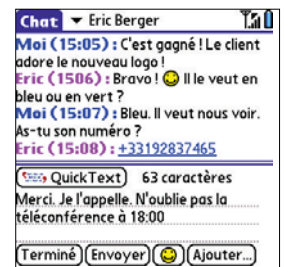 Chat Eric Berger
Moi (15:05) : C'est gagné ! Le client
adore le nouveau logo !
Eric (1506) : Bravo ! Il le veut en
bleu ou en vert ?
Moi (15:07) : Bleu. Il veut nous voir.
As-tu son numéro ?
Eric (15:08) : +33192837465
QuickText 63 caractères
Merci. Je l'appelle. N'oublie pas la
téléconférence à 18:00
Terminé Envoyer Ajouter...